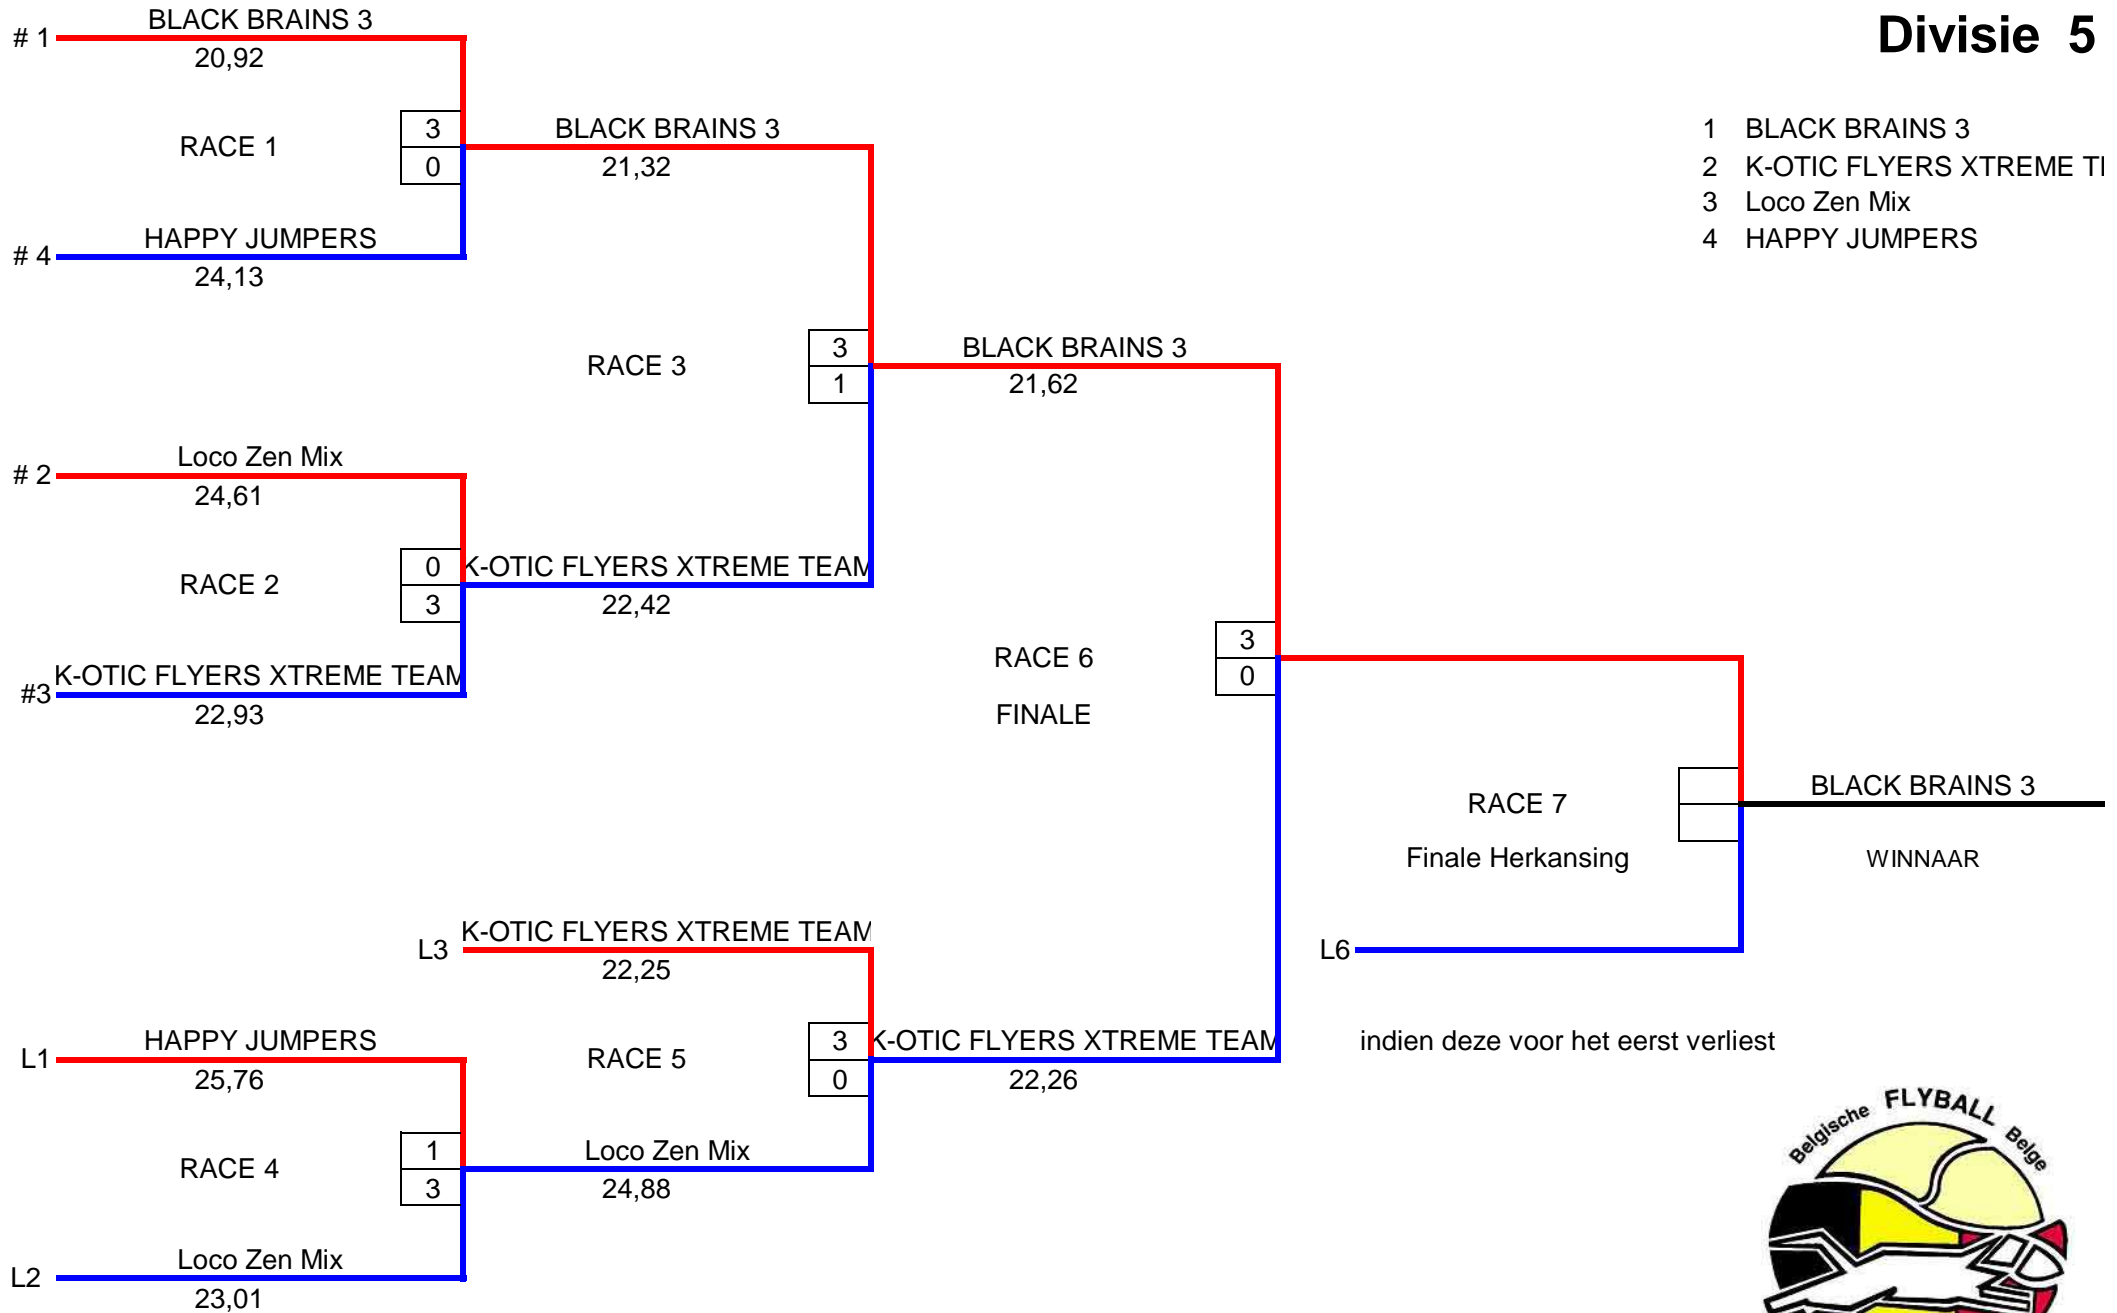 Divisie 5
1 BLACK BRAINS 3
2 K-OTIC FLYERS XTREME
3 Loco Zen Mix
4 HAPPY JUMPERS
# 1
BLACK BRAINS 3
20,92
RACE 1
3
0
# 4
HAPPY JUMPERS
24,13
BLACK BRAINS 3
21,32
RACE 3
3
1
BLACK BRAINS 3
21,62
# 2
Loco Zen Mix
24,61
RACE 2
0
3
#3
K-OTIC FLYERS XTREME TEAM
22,93
K-OTIC FLYERS XTREME TEAM
22,42
RACE 6
FINALE
3
0
RACE 7
Finale Herkansing
BLACK BRAINS 3
WINNAAR
L6
indien deze voor het eerst verliest
L3
K-OTIC FLYERS XTREME TEAM
22,25
RACE 5
3
0
K-OTIC FLYERS XTREME TEAM
22,26
L1
HAPPY JUMPERS
25,76
RACE 4
1
3
Loco Zen Mix
24,88
L2
Loco Zen Mix
23,01
Belgische FLYBALL Belge